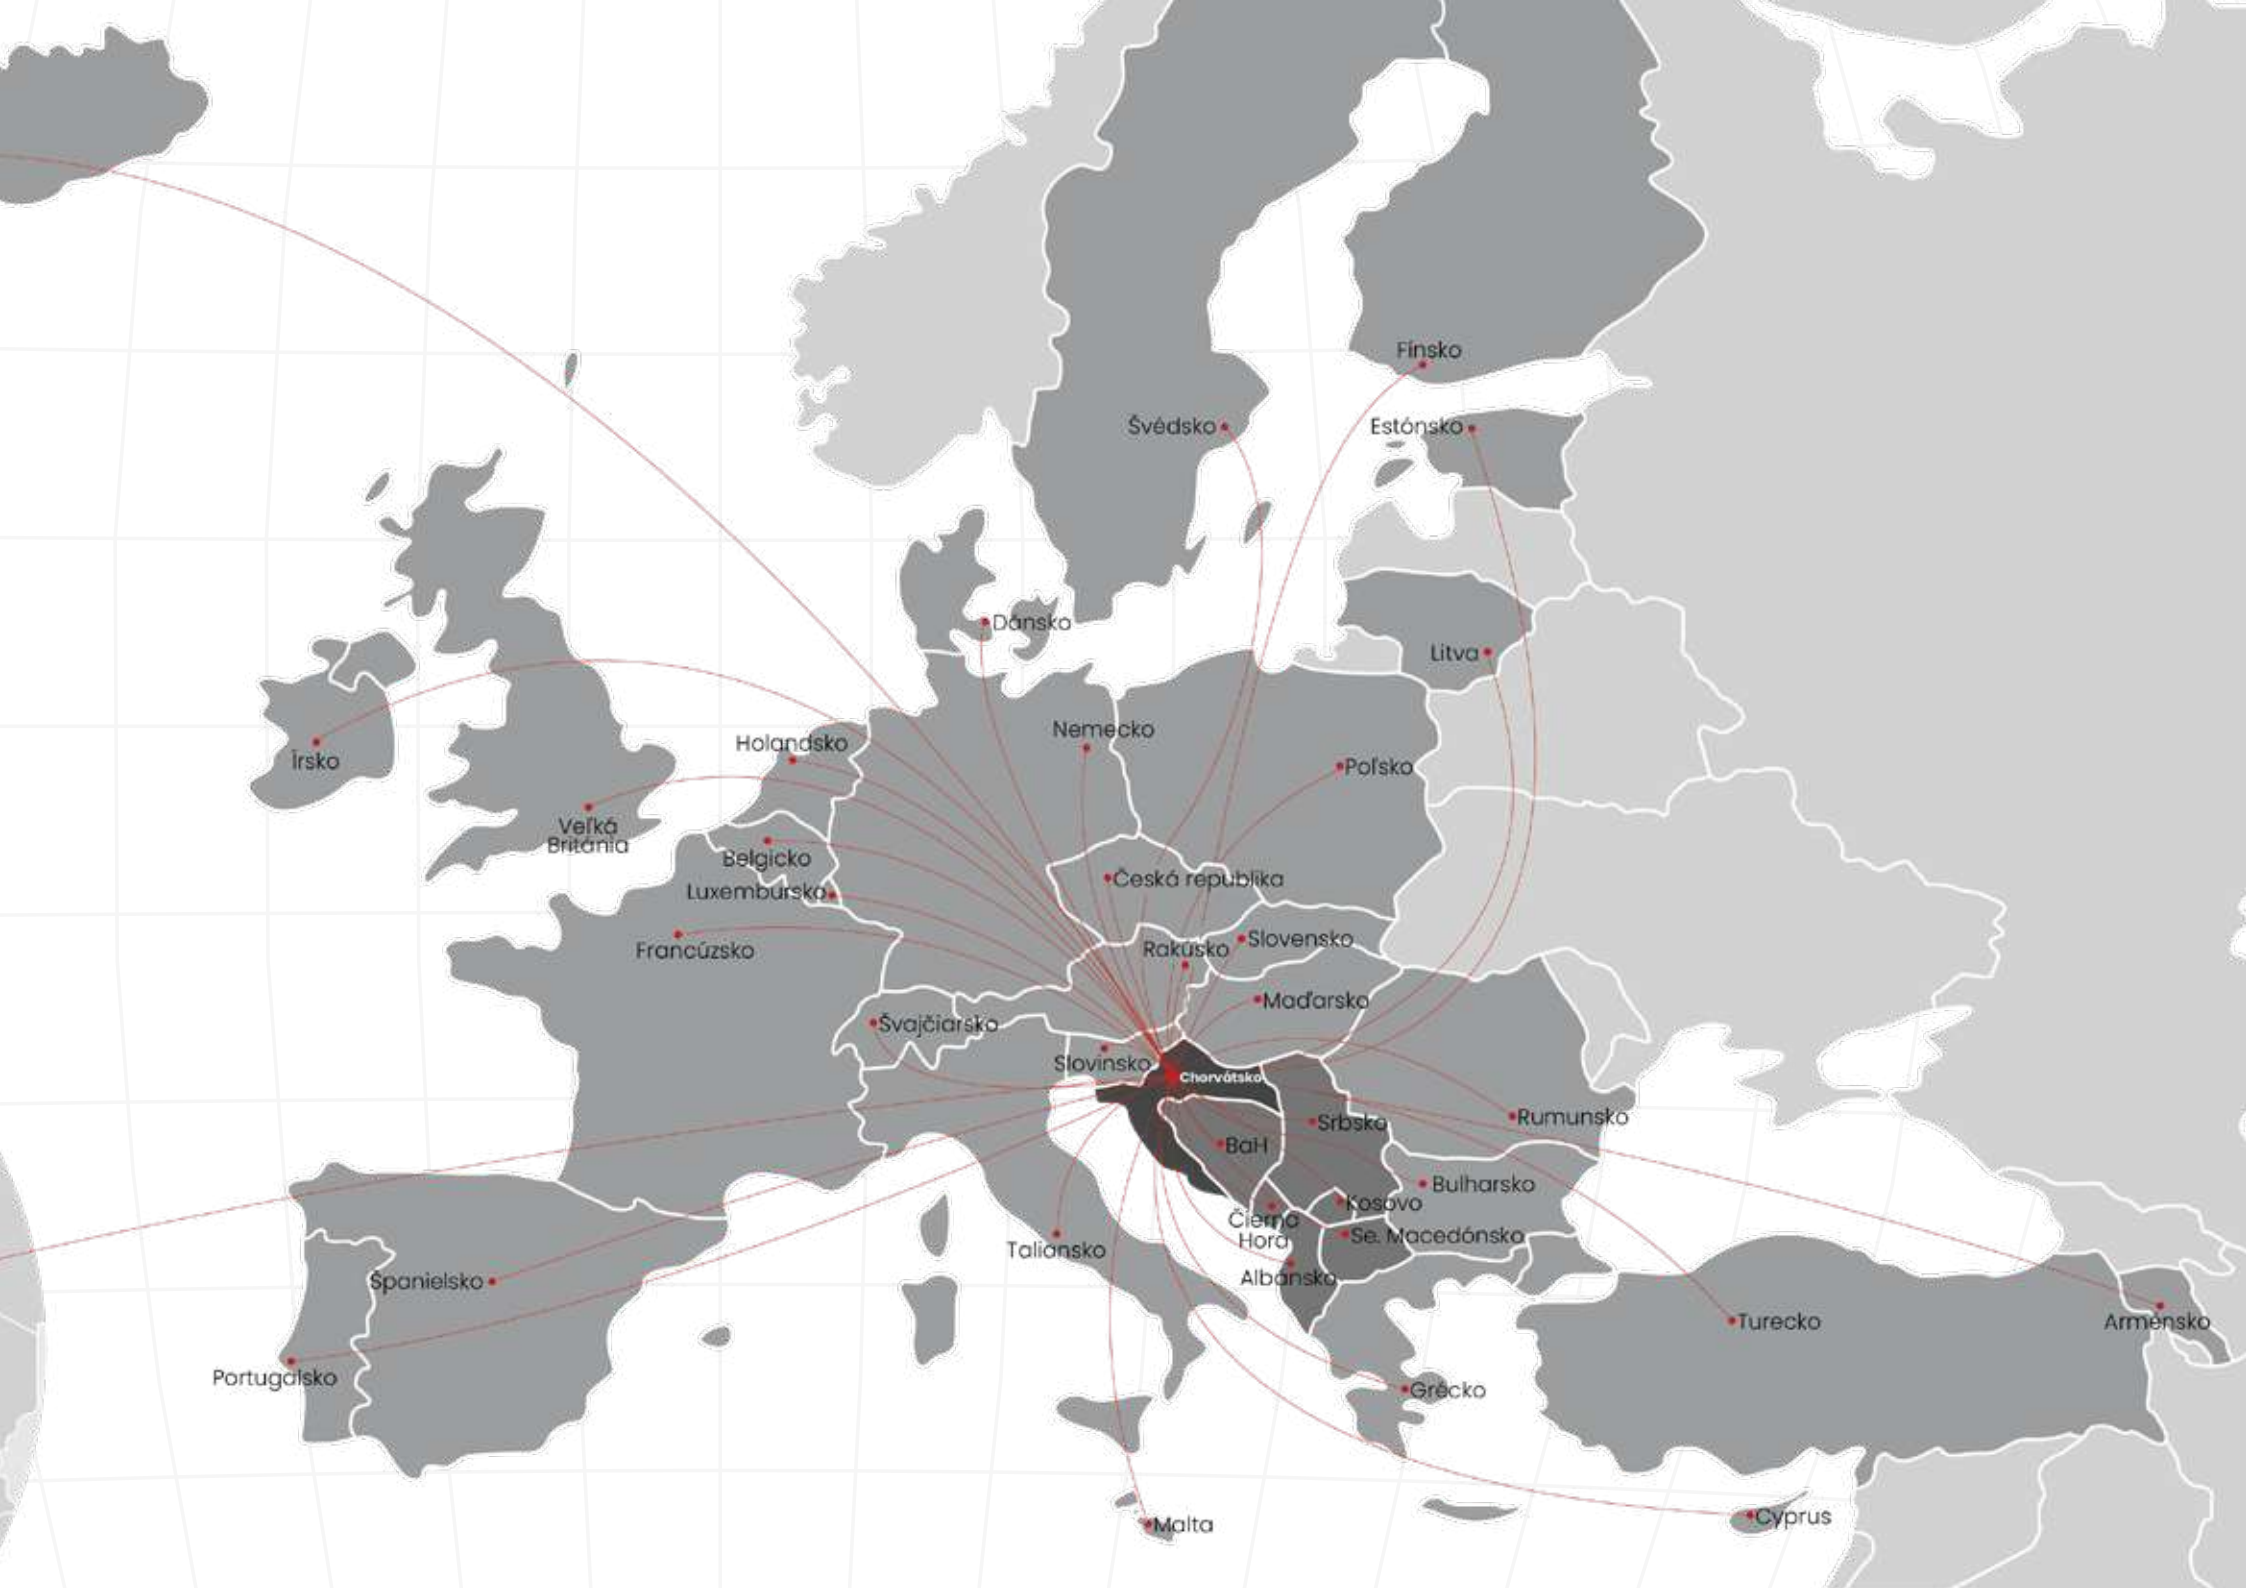 Fínsko
Švédsko
Estónsko
Dánsko
Litva
Nemecko
Holandsko
Írsko
Poľsko
Veľká
Británia
Belgicko
Česká republika
Luxembursko
Francúzsko
Rakúsko
Slovensko
Maďarsko
Švajčiarsko
Slovinsko
Chorvátsko
Srbsko
Rumunsko
BaH
Bulharsko
Kosovo
Čierna
Hora
Se. Macedónsko
Taliansko
Albánsko
Španielsko
Turecko
Arménsko
Portugalsko
Grécko
Cyprus
Malta